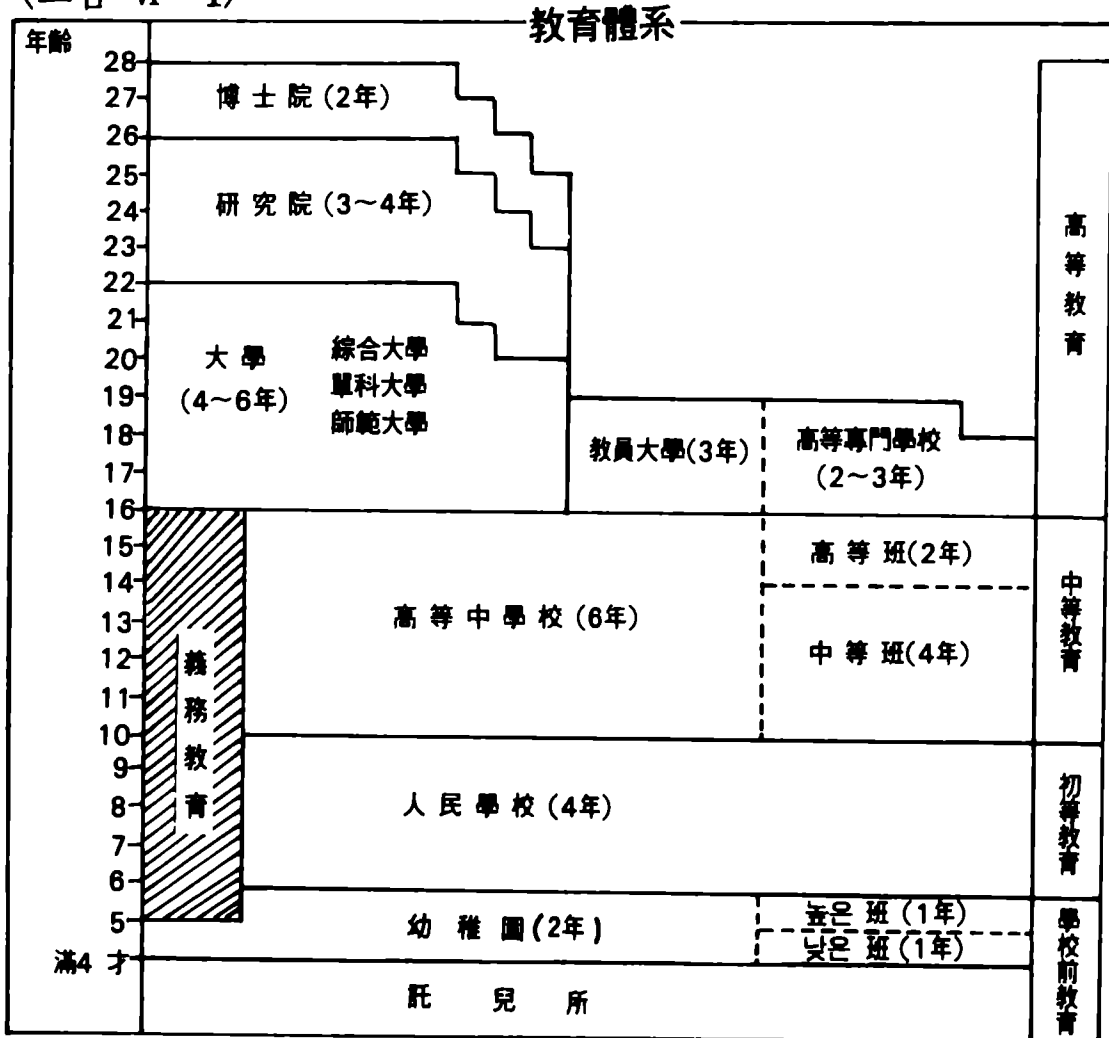 教育體系
年齡
28
27
26
25
24
23
22
21
20
19
18
17
16
15
14
13
12
11
10
9
8
7
6
5
滿4 才
博士院 (2年)
研究院 (3~4年)
大學
(4~6年)
綜合大學
單科大學
師範大學
教員大學(3年)
高等專門學校
(2~3年)
高等教育
義務教育
高等中學校 (6年)
高等班(2年)
中等班(4年)
中等教育
人民學校 (4年)
初等教育
幼稚園(2年)
높은 班 (1年)
낮은 班 (1年)
託兒所
學校前教育